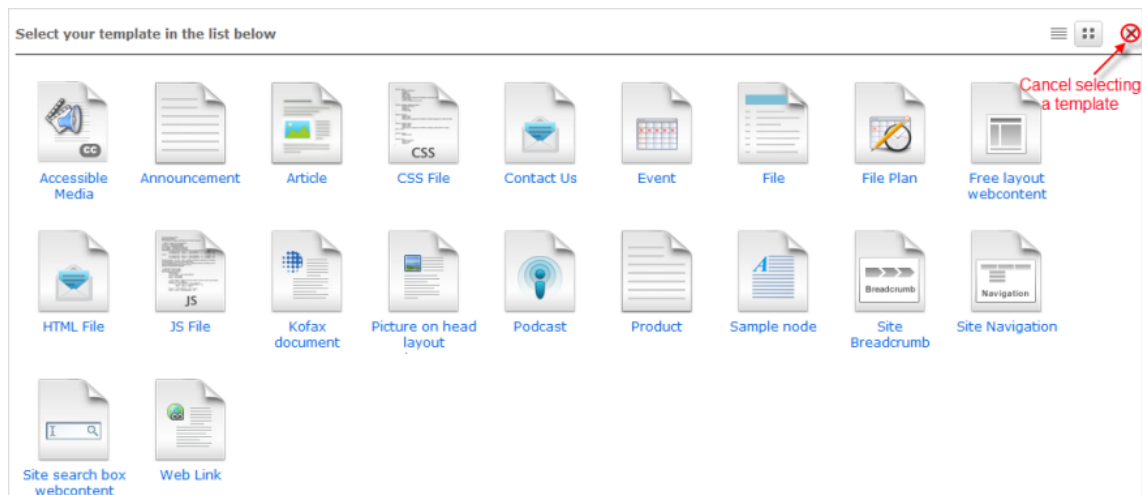 Select your template in the list below
Cancel selecting
a template
CC
CSS
Accessible
Media
Announcement
Article
CSS File
Contact Us
Event
File
File Plan
Free layout
webcontent
JS
Breadcrumb
Navigation
HTML File
JS File
Kofax
document
Picture on head
layout
Podcast
Product
Sample node
Site
Breadcrumb
Site Navigation
Site search box
webcontent
Web Link